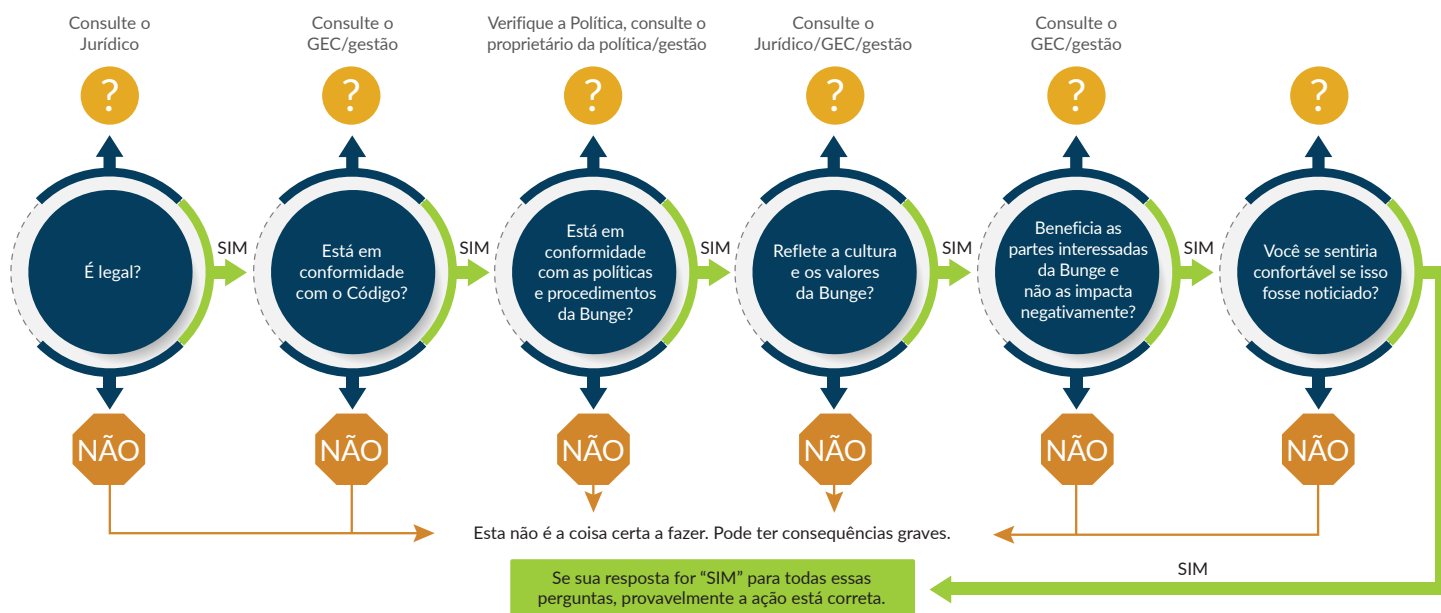 Consulte o
Jurídico
Consulte o
GEC/gestão
Verifique a Política, consulte o
proprietário da política/gestão
Consulte o
Jurídico/GEC/gestão
Consulte o
GEC/gestão
?
?
?
?
?
?
É legal?
SIM
Está em
conformidade
com o Código?
SIM
Está em
conformidade
com as políticas
e procedimentos
da Bunge?
SIM
Reflete a cultura
e os valores
da Bunge?
SIM
Beneficia as
partes interessadas
da Bunge e
não as impacta
negativamente?
SIM
Você se sentiria
confortável se isso
fosse noticiado?
NÃO
NÃO
NÃO
NÃO
NÃO
NÃO
Esta não é a coisa certa a fazer. Pode ter consequências graves.
SIM
Se sua resposta for “SIM” para todas essas
perguntas, provavelmente a ação está correta.